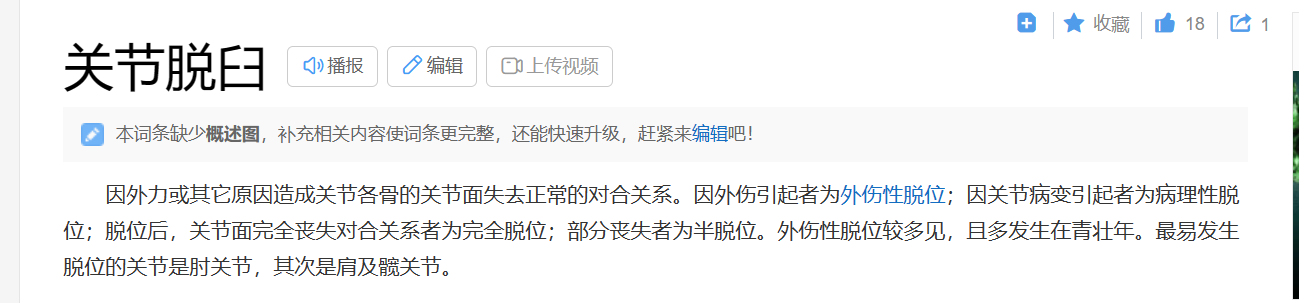 收藏 18 1
关节脱臼 播报 编辑 上传视频
本词条缺少概述图，补充相关内容使词条更完整，还能快速升级，赶紧来编辑吧！
因外力或其它原因造成关节各骨的关节面失去正常的对合关系。因外伤引起者为外伤性脱位；因关节病变引起者为病理性脱
位；脱位后，关节面完全丧失对合关系者为完全脱位；部分丧失者为半脱位。外伤性脱位较多见，且多发生在青壮年。最易发生
脱位的关节是肘关节，其次是肩及髋关节。